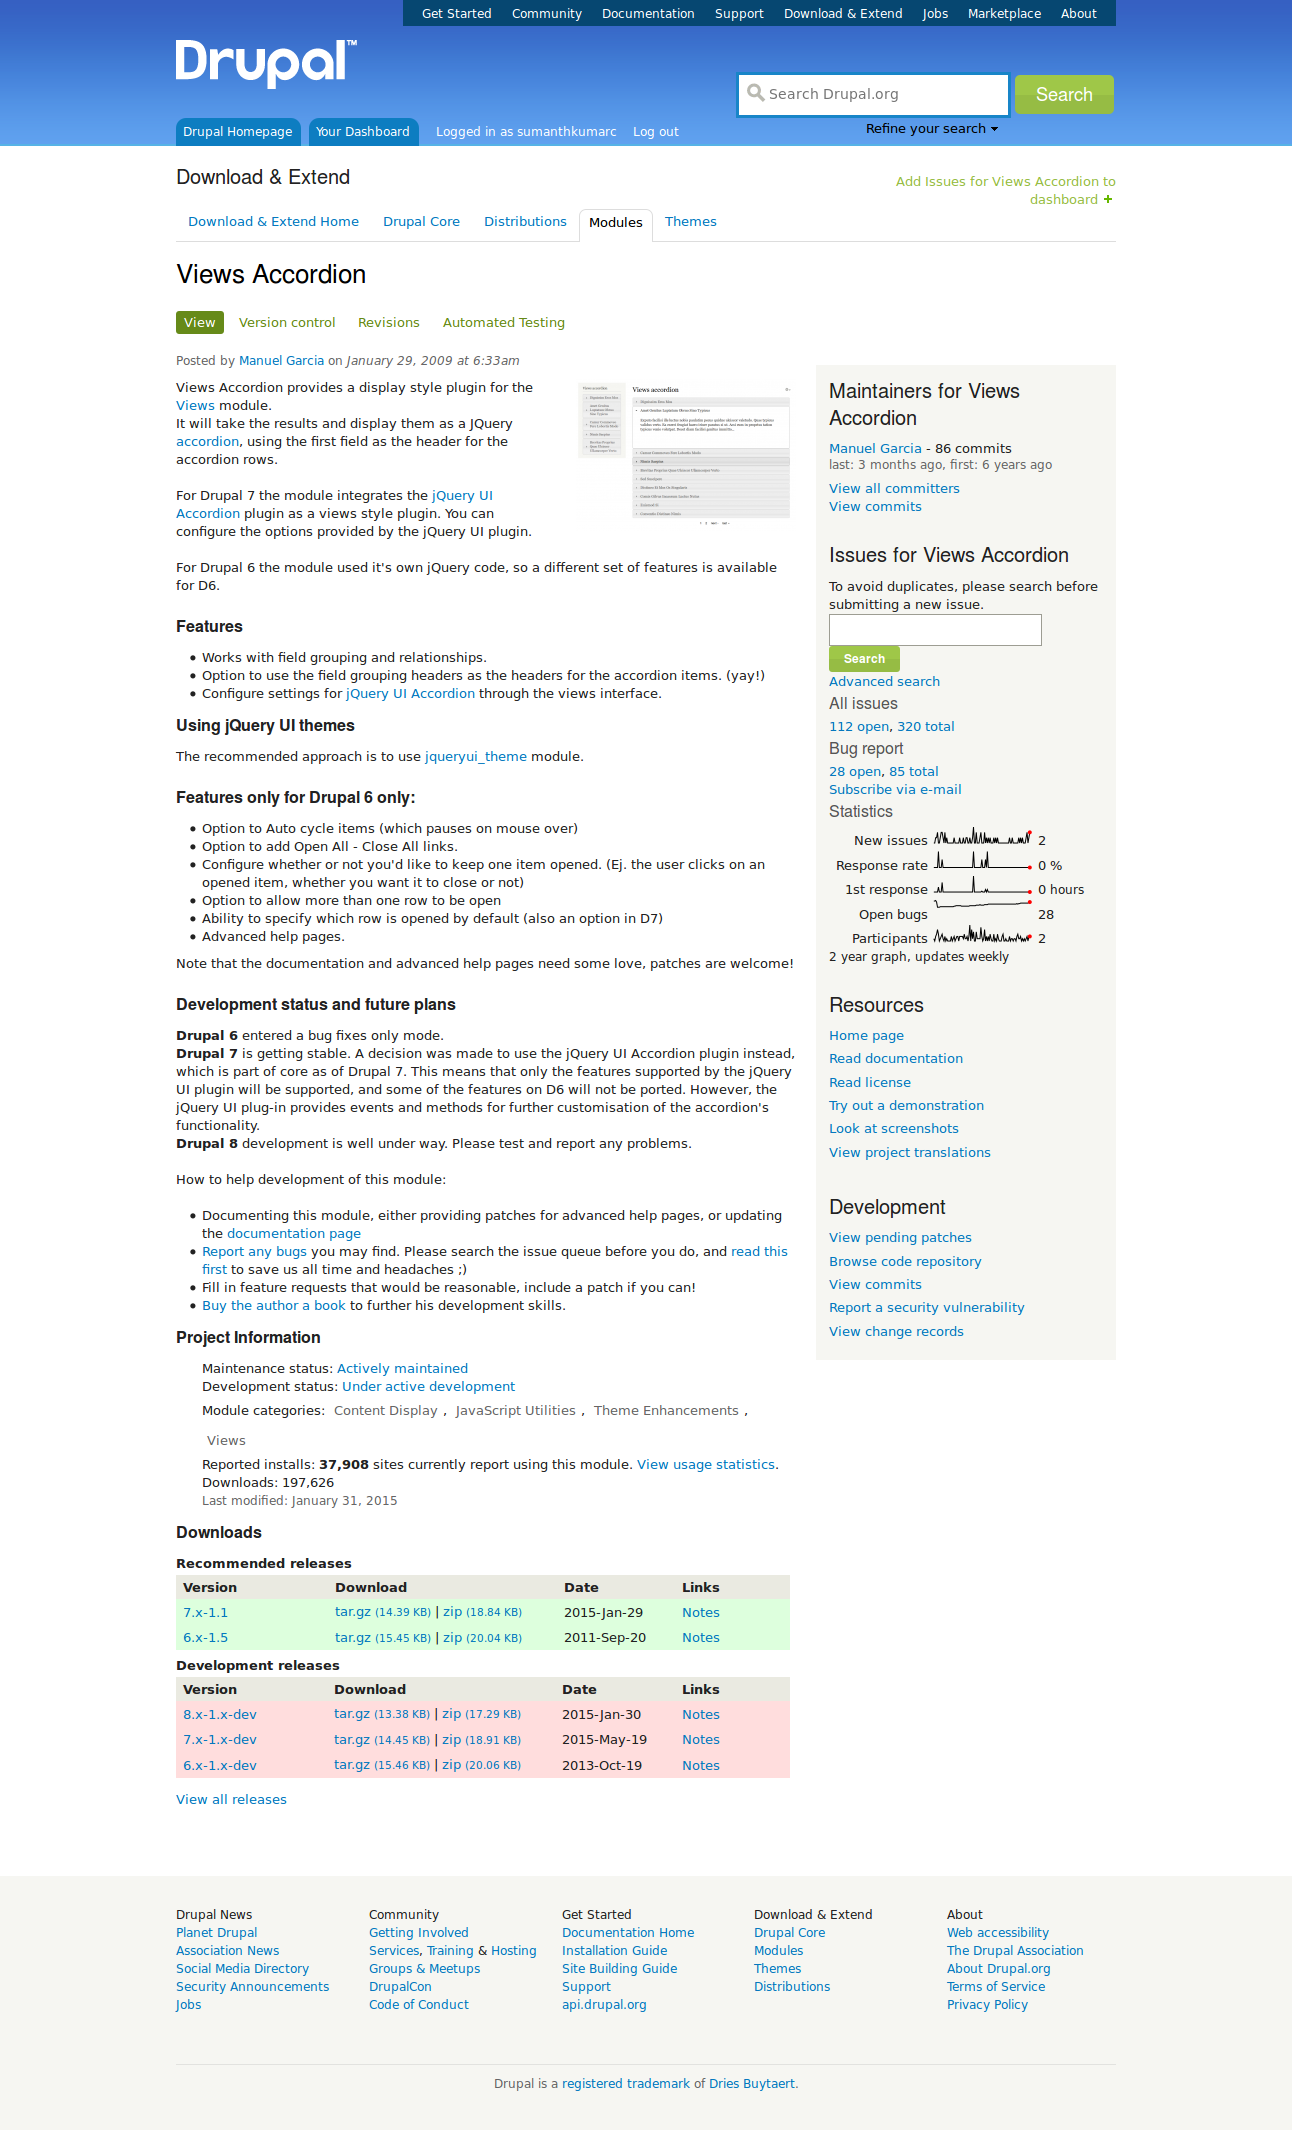 Get Started Community Documentation Support Download & Extend Jobs Marketplace About
Drupal™
Search Drupal.org
Search
Refine your search
Drupal Homepage Your Dashboard Logged in as sumanthkumarc Log out
Download & Extend
Add Issues for Views Accordion to
dashboard
Download & Extend Home Drupal Core Distributions Modules Themes
Views Accordion
View Version control Revisions Automated Testing
Posted by Manuel Garcia on January 29, 2009 at 6:33am
Views Accordion provides a display style plugin for the
Views module.
It will take the results and display them as a JQuery
accordion, using the first field as the header for the
accordion rows.
Views accordion
Views accordion
For Drupal 7 the module integrates the jQuery UI
Accordion plugin as a views style plugin. You can
configure the options provided by the jQuery UI plugin.
For Drupal 6 the module used it's own jQuery code, so a different set of features is available
for D6.
Features
Works with field grouping and relationships.
Option to use the field grouping headers as the headers for the accordion items. (yay!)
Configure settings for jQuery UI Accordion through the views interface.
Using jQuery UI themes
The recommended approach is to use jqueryui_theme module.
Features only for Drupal 6 only:
Option to Auto cycle items (which pauses on mouse over)
Option to add Open All - Close All links.
Configure whether or not you'd like to keep one item opened. (Ej. the user clicks on an
opened item, whether you want it to close or not)
Option to allow more than one row to be open
Ability to specify which row is opened by default (also an option in D7)
Advanced help pages.
Note that the documentation and advanced help pages need some love, patches are welcome!
Development status and future plans
Drupal 6 entered a bug fixes only mode.
Drupal 7 is getting stable. A decision was made to use the jQuery UI Accordion plugin instead,
which is part of core as of Drupal 7. This means that only the features supported by the jQuery
UI plugin will be supported, and some of the features on D6 will not be ported. However, the
jQuery UI plug-in provides events and methods for further customisation of the accordion's
functionality.
Drupal 8 development is well under way. Please test and report any problems.
How to help development of this module:
Documenting this module, either providing patches for advanced help pages, or updating
the documentation page
Report any bugs you may find. Please search the issue queue before you do, and read this
first to save us all time and headaches ;)
Fill in feature requests that would be reasonable, include a patch if you can!
Buy the author a book to further his development skills.
Project Information
Maintenance status: Actively maintained
Development status: Under active development
Module categories: Content Display , JavaScript Utilities , Theme Enhancements ,
Views
Reported installs: 37,908 sites currently report using this module. View usage statistics.
Downloads: 197,626
Last modified: January 31, 2015
Downloads
Recommended releases
Version Download Date Links
7.x-1.1 tar.gz (14.39 KB) | zip (18.84 KB) 2015-Jan-29 Notes
6.x-1.5 tar.gz (15.45 KB) | zip (20.04 KB) 2011-Sep-20 Notes
Development releases
Version Download Date Links
8.x-1.x-dev tar.gz (13.38 KB) | zip (17.29 KB) 2015-Jan-30 Notes
7.x-1.x-dev tar.gz (14.45 KB) | zip (18.91 KB) 2015-May-19 Notes
6.x-1.x-dev tar.gz (15.46 KB) | zip (20.06 KB) 2013-Oct-19 Notes
View all releases
Maintainers for Views
Accordion
Manuel Garcia - 86 commits
last: 3 months ago, first: 6 years ago
View all committers
View commits
Issues for Views Accordion
To avoid duplicates, please search before
submitting a new issue.
Search
Advanced search
All issues
112 open, 320 total
Bug report
28 open, 85 total
Subscribe via e-mail
Statistics
New issues 2
Response rate 0 %
1st response 0 hours
Open bugs 28
Participants 2
2 year graph, updates weekly
Resources
Home page
Read documentation
Read license
Try out a demonstration
Look at screenshots
View project translations
Development
View pending patches
Browse code repository
View commits
Report a security vulnerability
View change records
Drupal News
Planet Drupal
Association News
Social Media Directory
Security Announcements
Jobs
Community
Getting Involved
Services, Training & Hosting
Groups & Meetups
DrupalCon
Code of Conduct
Get Started
Documentation Home
Installation Guide
Site Building Guide
Support
api.drupal.org
Download & Extend
Drupal Core
Modules
Themes
Distributions
About
Web accessibility
The Drupal Association
About Drupal.org
Terms of Service
Privacy Policy
Drupal is a registered trademark of Dries Buytaert.